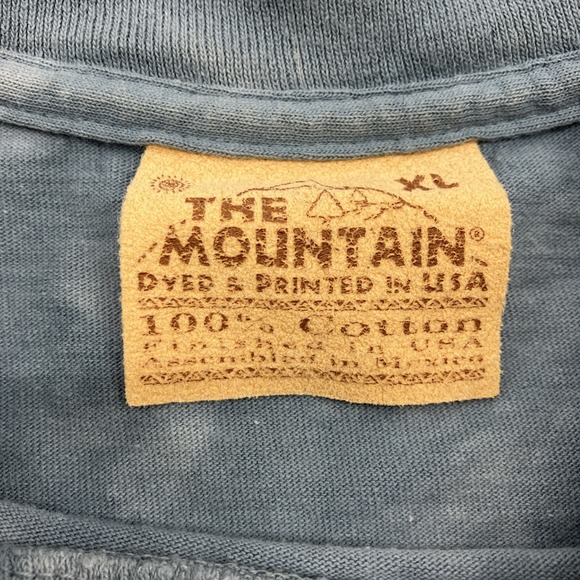 XL
THE
MOUNTAIN®
DYED & PRINTED IN USA
100% Cotton
Finished in USA
Assembled in Mexico